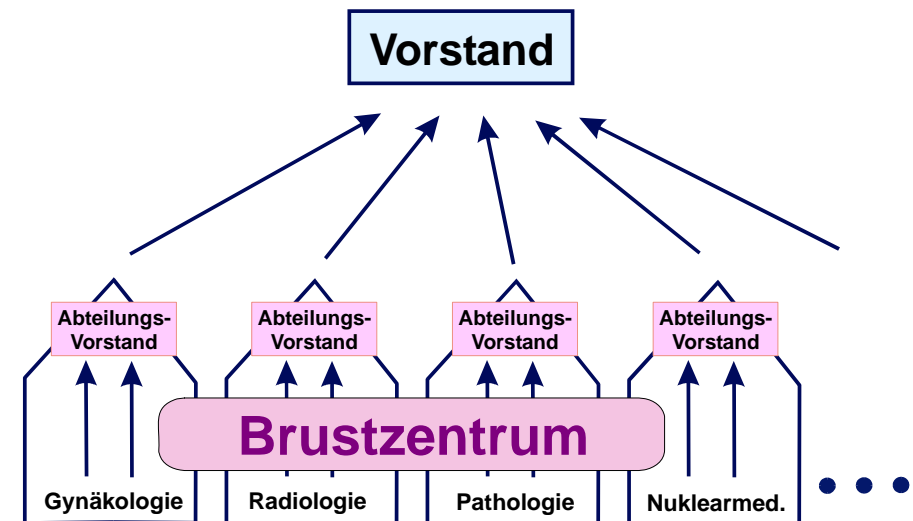 Vorstand
Abteilungs-
Vorstand
Abteilungs-
Vorstand
Abteilungs-
Vorstand
Abteilungs-
Vorstand
Brustzentrum
Gynäkologie
Radiologie
Pathologie
Nuklearmed.